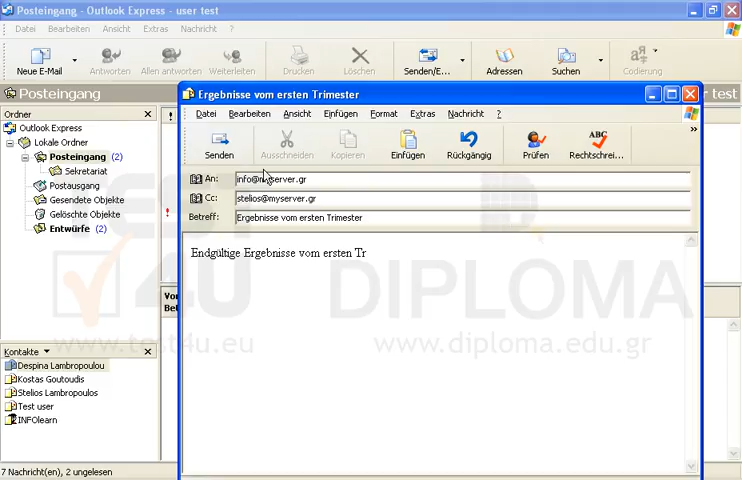 Posteingang - Outlook Express - user test
Datei Bearbeiten Ansicht Extras Nachricht ?
Neue E-Mail Antworten Allen antworten Weiterleiten Drucken Löschen Senden/E... Adressen Suchen Codierung
Posteingang
r test
Ordner
Outlook Express
Lokale Ordner
Posteingang (2)
Sekretariat
Postausgang
Gesendete Objekte
Gelöschte Objekte
Entwürfe (2)
Kontakte
Despina Lambropoulou
Kostas Goutoudis
Stelios Lambropoulos
Test user
INFOlearn
7 Nachricht(en), 2 ungelesen
Vor
Be
Ergebnisse vom ersten Trimester
Datei Bearbeiten Ansicht Einfügen Format Extras Nachricht ?
Senden Ausschneiden Kopieren Einfügen Rückgängig Prüfen Rechtschrei...
An: info@myserver.gr
Cc: stelios@myserver.gr
Betreff: Ergebnisse vom ersten Trimester
Endgültige Ergebnisse vom ersten Tr
TEST 4U
www.test4u.eu
DIPLOMA
www.diploma.edu.gr